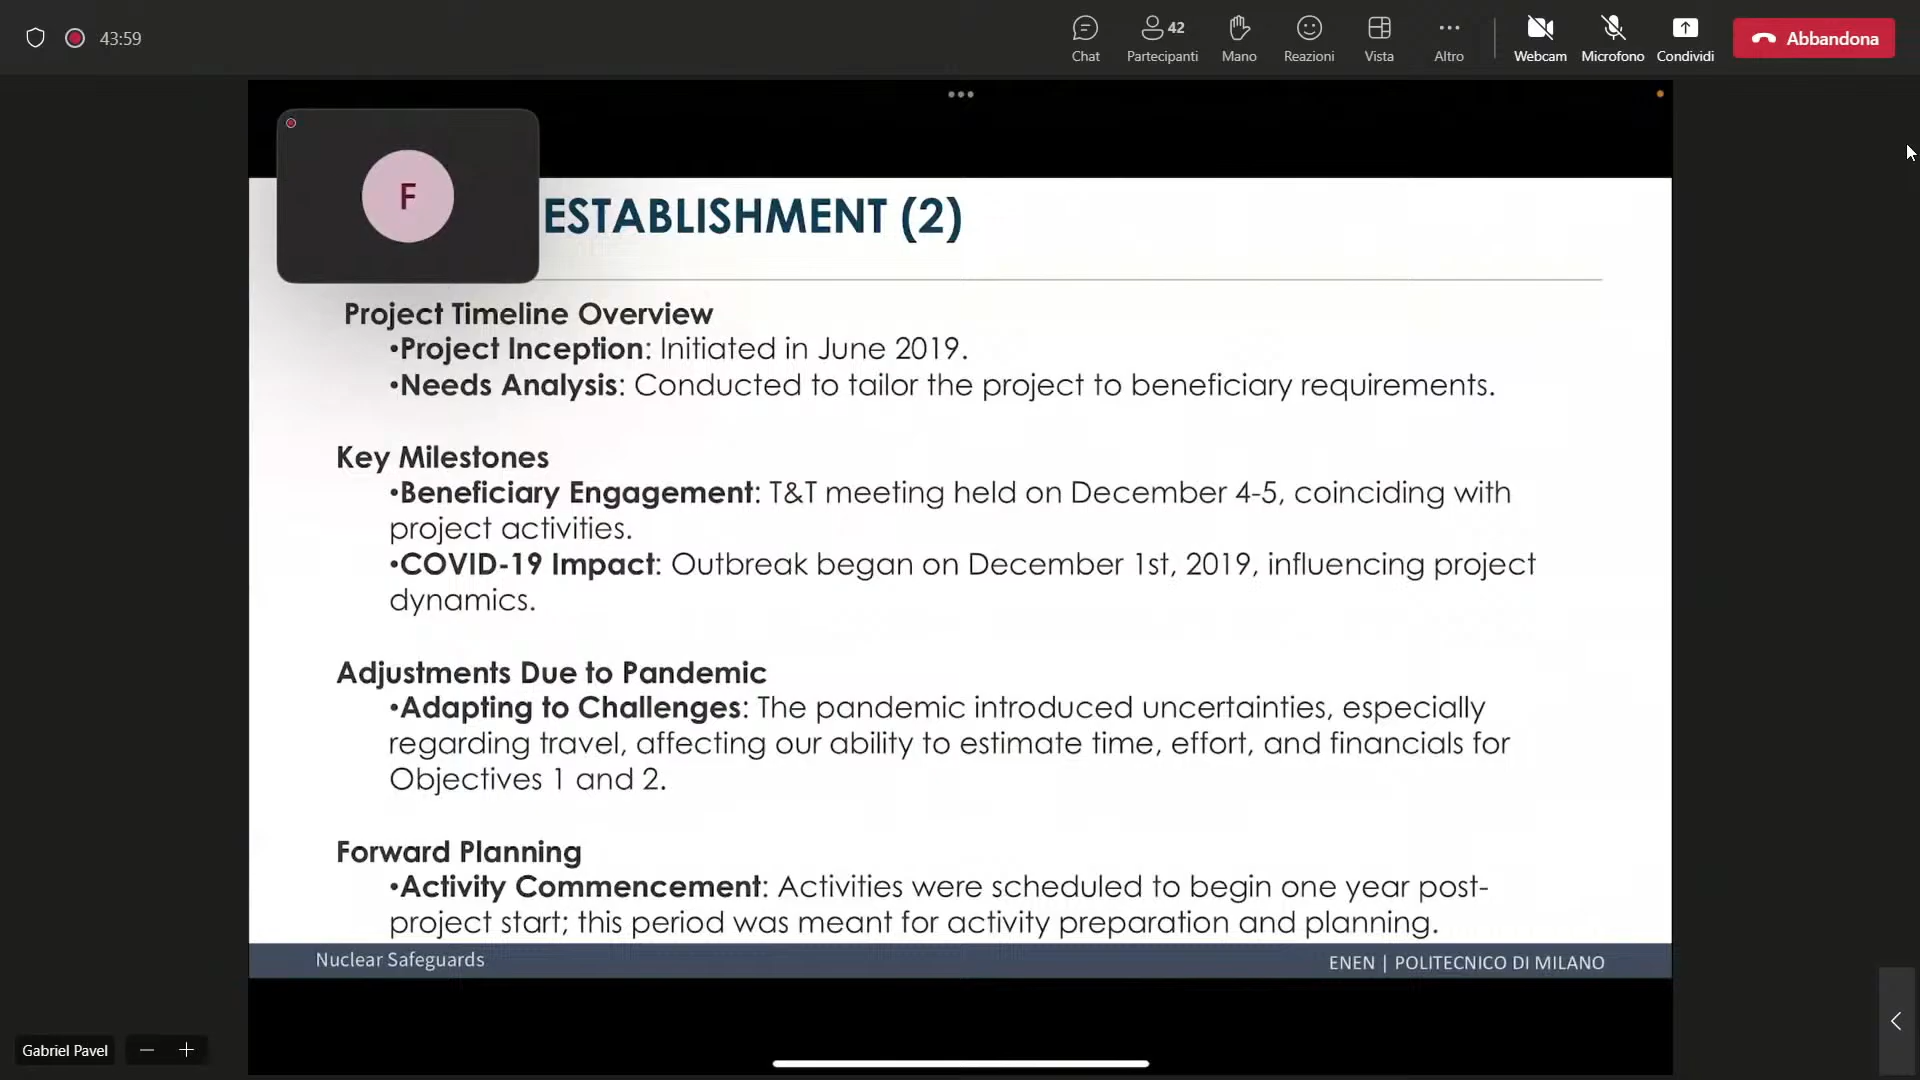 43:59
Chat
42
Partecipanti
Mano
Reazioni
Vista
Altro
Webcam
Microfono
Condividi
Abbandona
F
ESTABLISHMENT (2)
Project Timeline Overview
•Project Inception: Initiated in June 2019.
•Needs Analysis: Conducted to tailor the project to beneficiary requirements.
Key Milestones
•Beneficiary Engagement: T&T meeting held on December 4-5, coinciding with
project activities.
•COVID-19 Impact: Outbreak began on December 1st, 2019, influencing project
dynamics.
Adjustments Due to Pandemic
•Adapting to Challenges: The pandemic introduced uncertainties, especially
regarding travel, affecting our ability to estimate time, effort, and financials for
Objectives 1 and 2.
Forward Planning
•Activity Commencement: Activities were scheduled to begin one year post-
project start; this period was meant for activity preparation and planning.
Nuclear Safeguards
ENEN | POLITECNICO DI MILANO
Gabriel Pavel